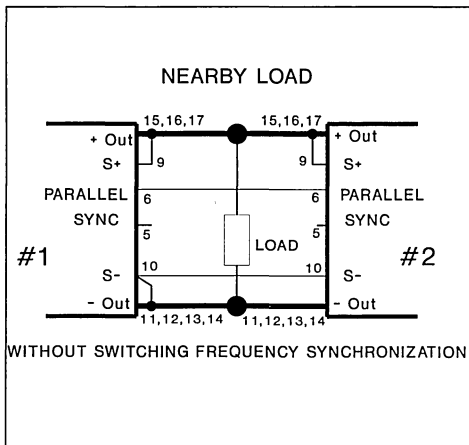 NEARBY LOAD
15,16,17 15,16,17
+ Out + Out
S+ 9 9 S+
PARALLEL 6 6 PARALLEL
SYNC 5 5 SYNC
LOAD
#1 #2
S- 10 10 S-
- Out - Out
11,12,13,14 11,12,13,14
WITHOUT SWITCHING FREQUENCY SYNCHRONIZATION